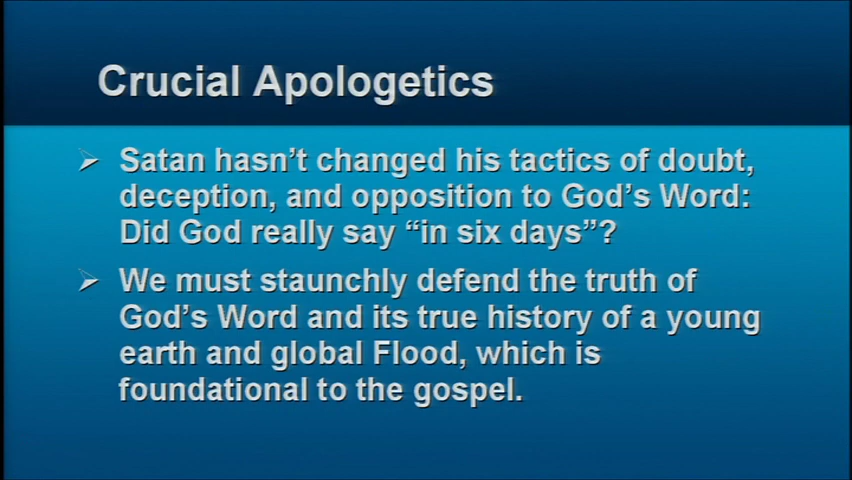 Crucial Apologetics
Satan hasn't changed his tactics of doubt,
deception, and opposition to God's Word:
Did God really say “in six days”?
We must staunchly defend the truth of
God's Word and its true history of a young
earth and global Flood, which is
foundational to the gospel.